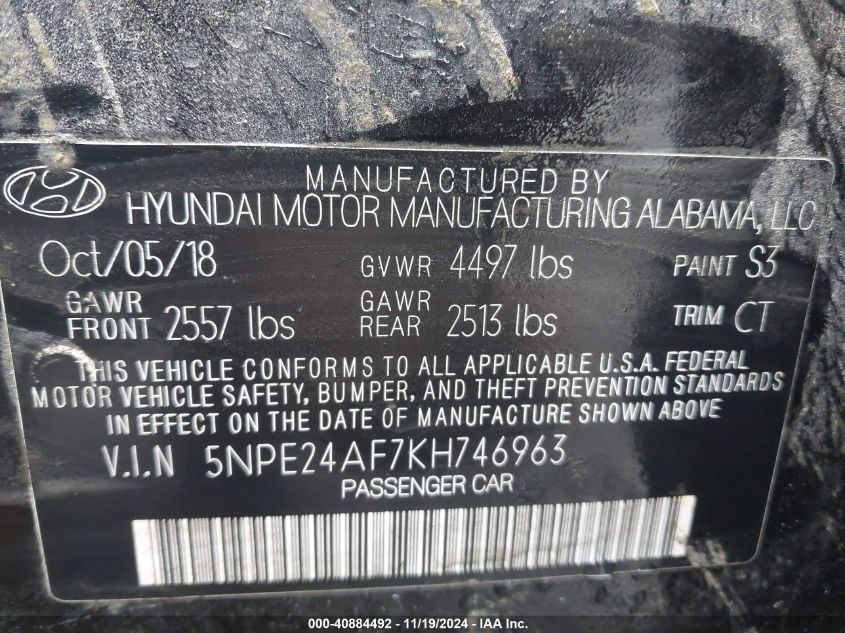 MANUFACTURED BY
HYUNDAI MOTOR MANUFACTURING ALABAMA, LLC
Oct/05/18 GVWR 4497 lbs PAINT S3
GAWR FRONT 2557 lbs GAWR REAR 2513 lbs TRIM CT
THIS VEHICLE CONFORMS TO ALL APPLICABLE U.S.A. FEDERAL
MOTOR VEHICLE SAFETY, BUMPER, AND THEFT PREVENTION STANDARDS
IN EFFECT ON THE DATE OF MANUFACTURE SHOWN ABOVE
V.I.N 5NPE24AF7KH746963
PASSENGER CAR
000-40884492 - 11/19/2024 - IAA Inc.